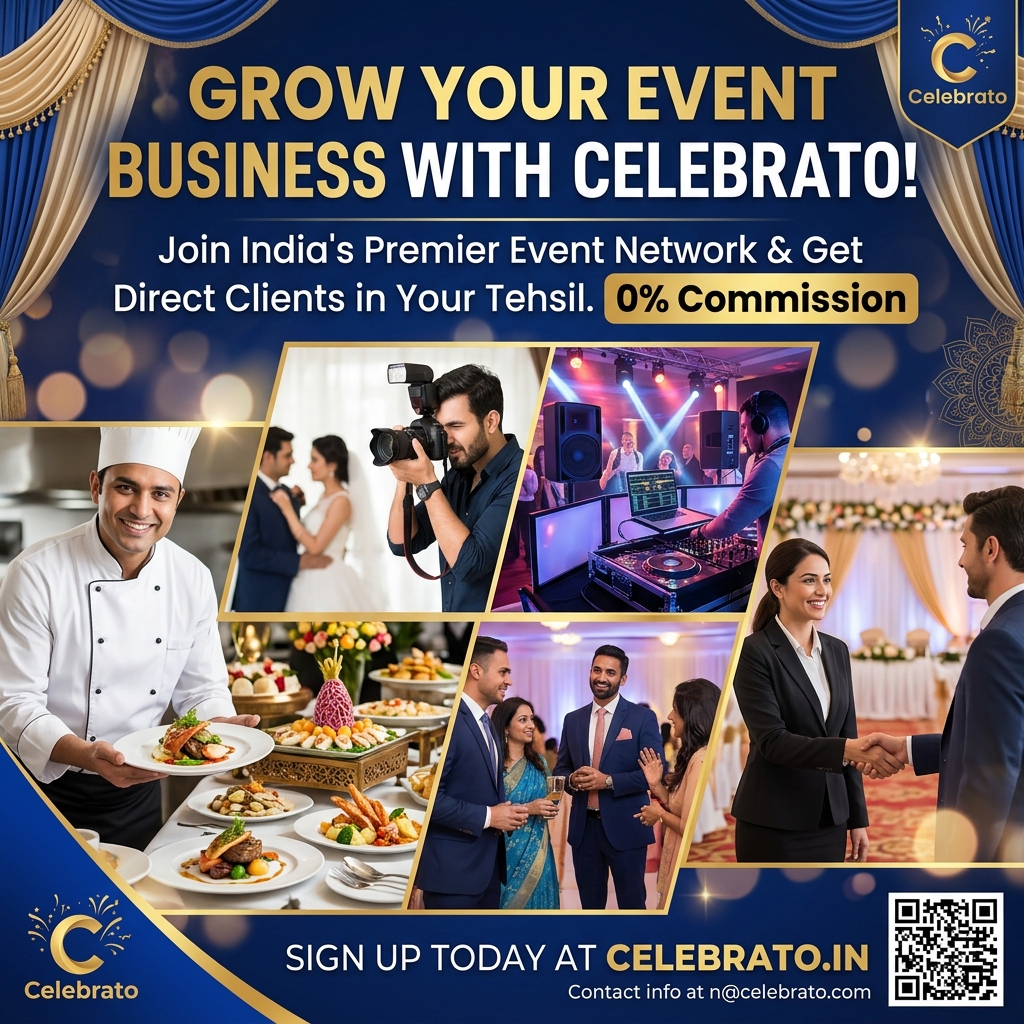 Celebrato
GROW YOUR EVENT
BUSINESS WITH CELEBRATO!
Join India's Premier Event Network & Get
Direct Clients in Your Tehsil. 0% Commission
Celebrato
SIGN UP TODAY AT CELEBRATO.IN
Contact info at n@celebrato.com